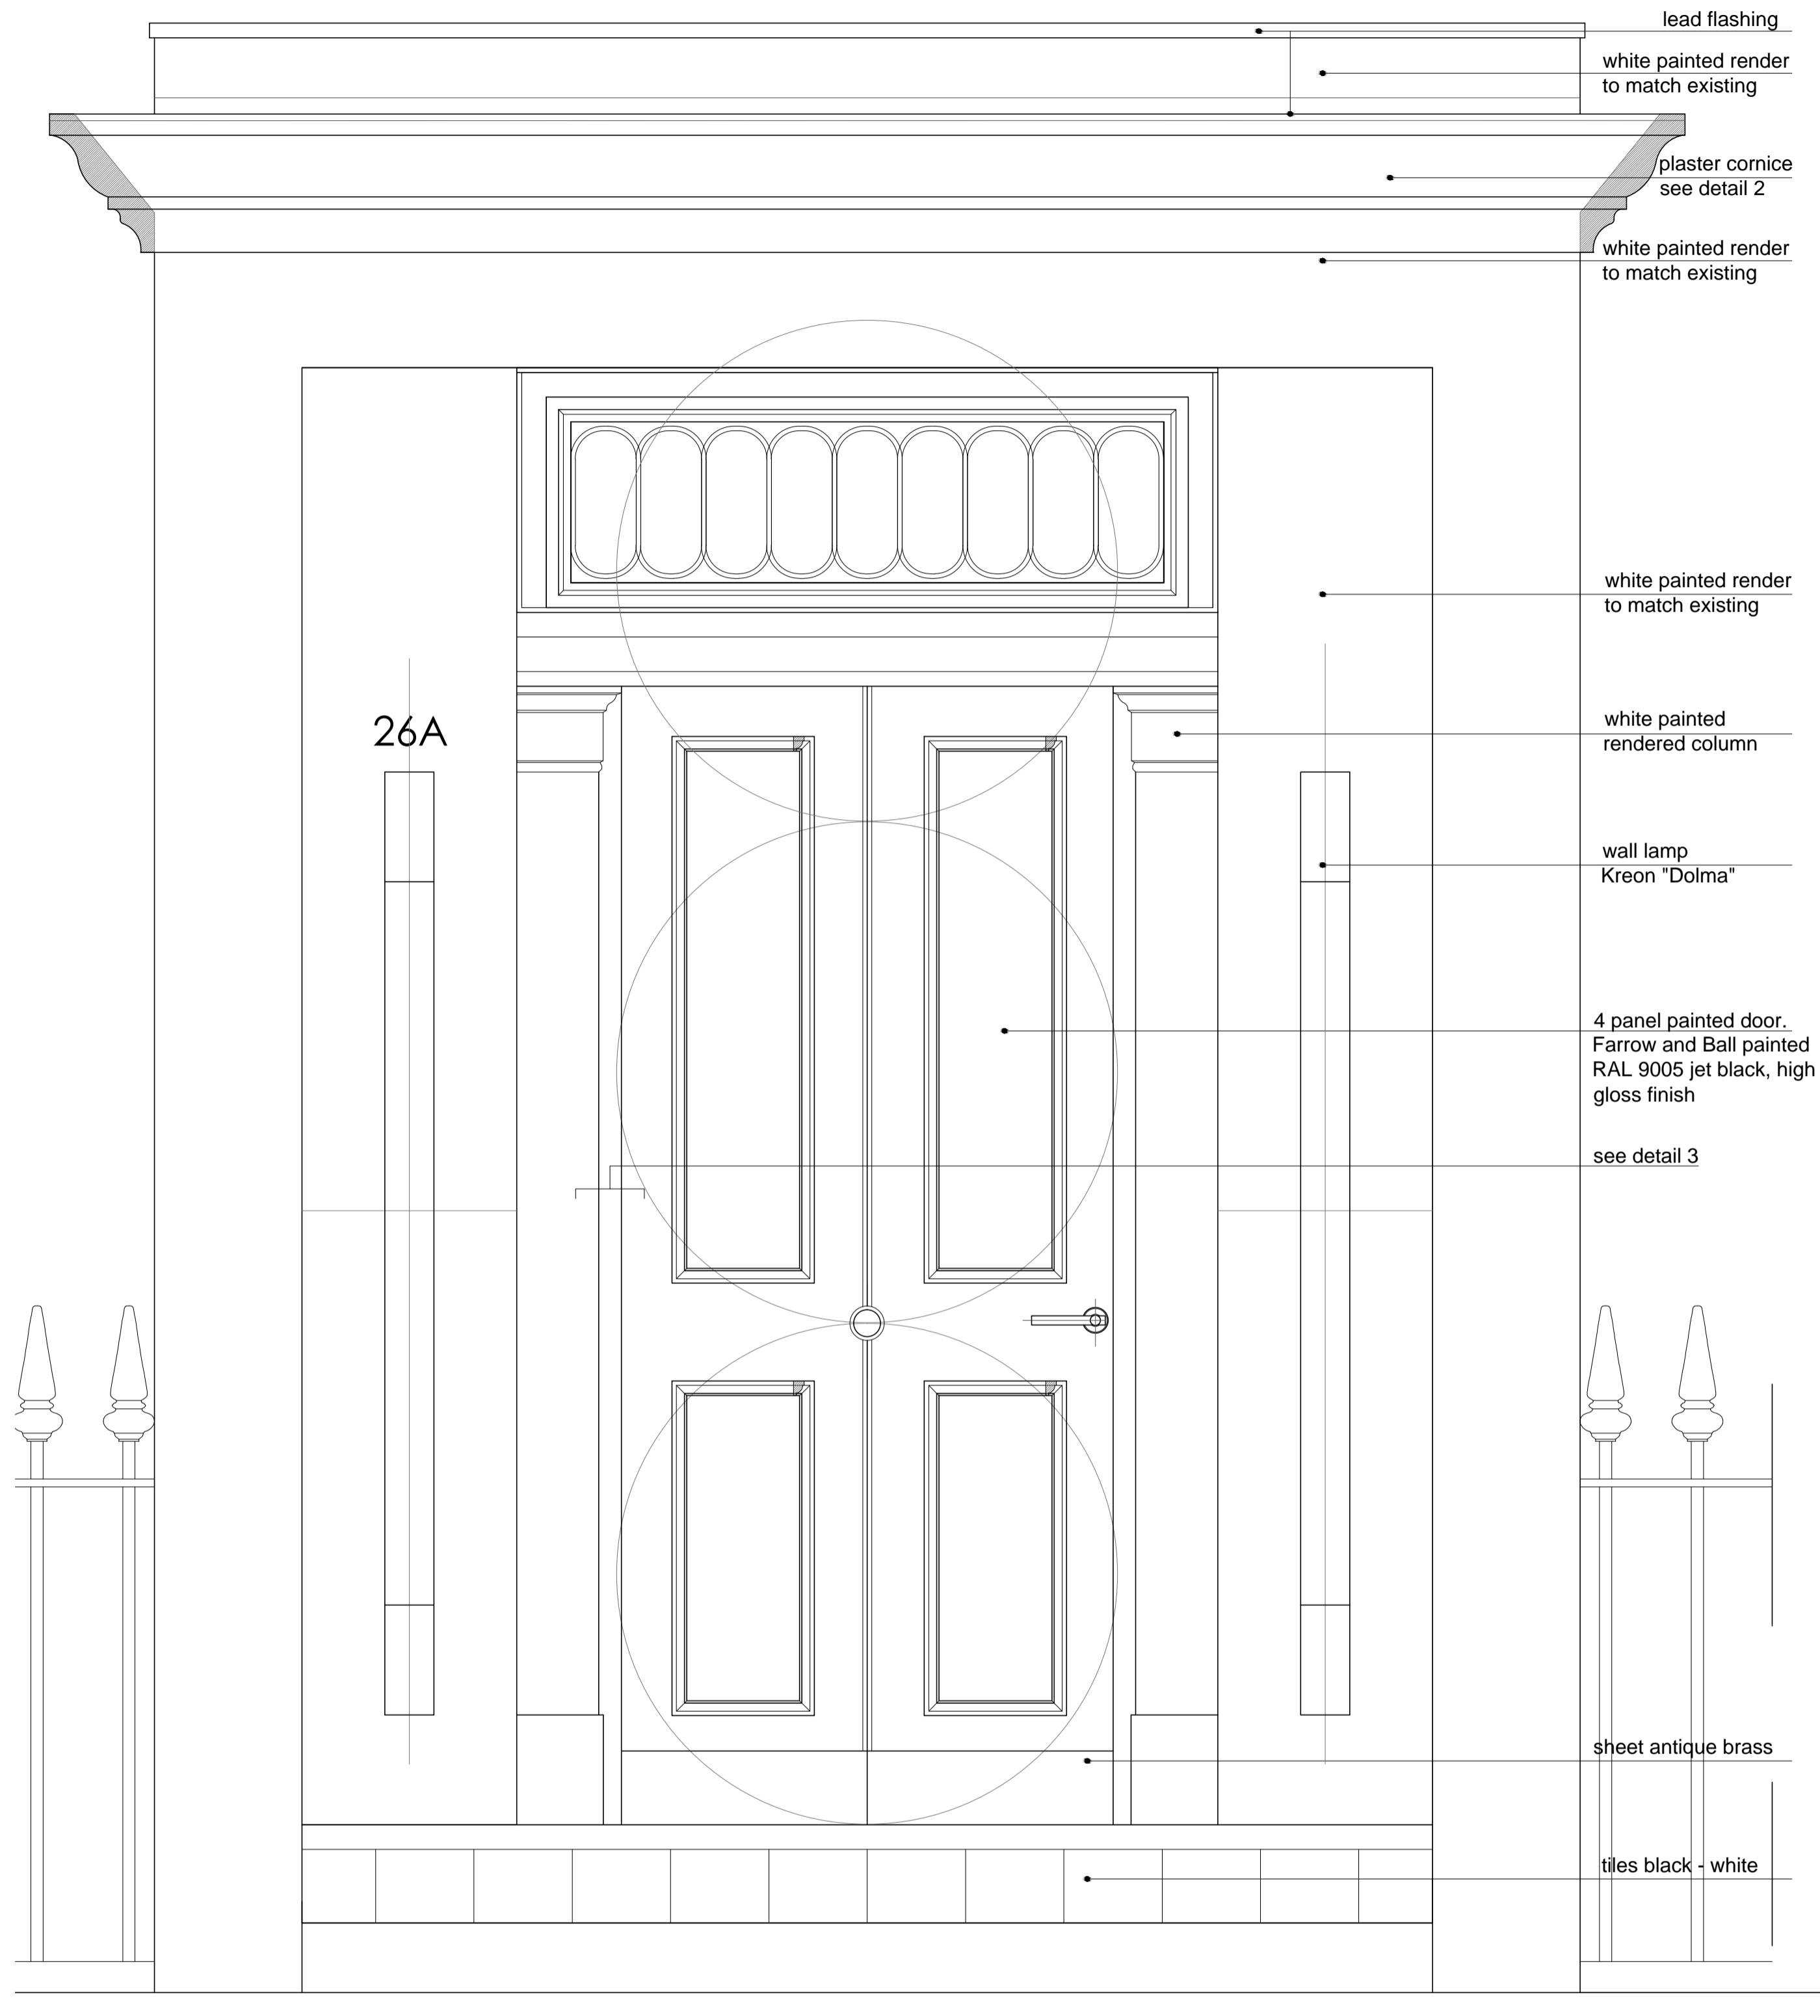 lead flashing
white painted render
to match existing
plaster cornice
see detail 2
white painted render
to match existing
white painted render
to match existing
26A
white painted
rendered column
wall lamp
Kreon "Dolma"
4 panel painted door.
Farrow and Ball painted
RAL 9005 jet black, high
gloss finish
see detail 3
sheet antique brass
tiles black - white